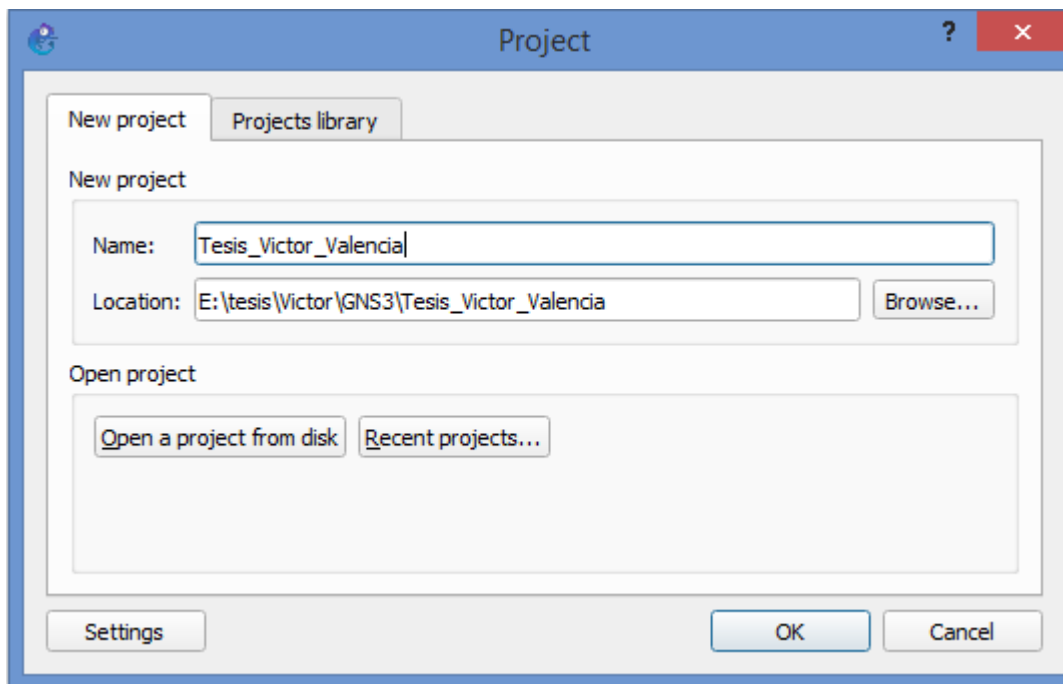 Project
?
New project Projects library
New project
Name: Tesis_Victor_Valencia
Location: E:\tesis\Victor\GNS3\Tesis_Victor_Valencia Browse...
Open project
Open a project from disk Recent projects...
Settings OK Cancel